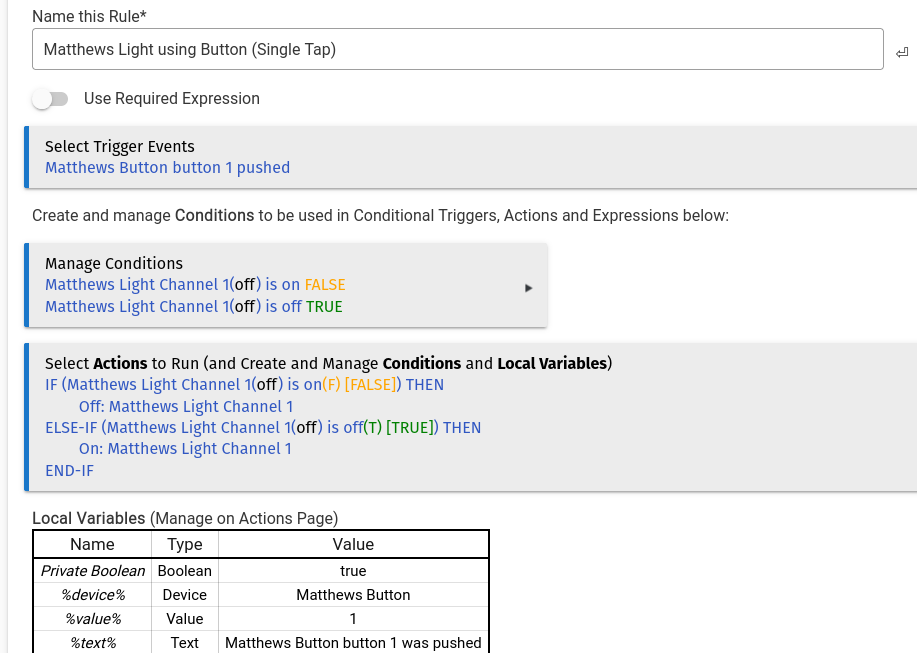 Name this Rule*
Matthews Light using Button (Single Tap)
Use Required Expression
Select Trigger Events
Matthews Button button 1 pushed
Create and manage Conditions to be used in Conditional Triggers, Actions and Expressions below:
Manage Conditions
Matthews Light Channel 1(off) is on FALSE
Matthews Light Channel 1(off) is off TRUE
Select Actions to Run (and Create and Manage Conditions and Local Variables)
IF (Matthews Light Channel 1(off) is on(F) [FALSE]) THEN
Off: Matthews Light Channel 1
ELSE-IF (Matthews Light Channel 1(off) is off(T) [TRUE]) THEN
On: Matthews Light Channel 1
END-IF
Local Variables (Manage on Actions Page)
Name Type Value
Private Boolean Boolean true
%device% Device Matthews Button
%value% Value 1
%text% Text Matthews Button button 1 was pushed